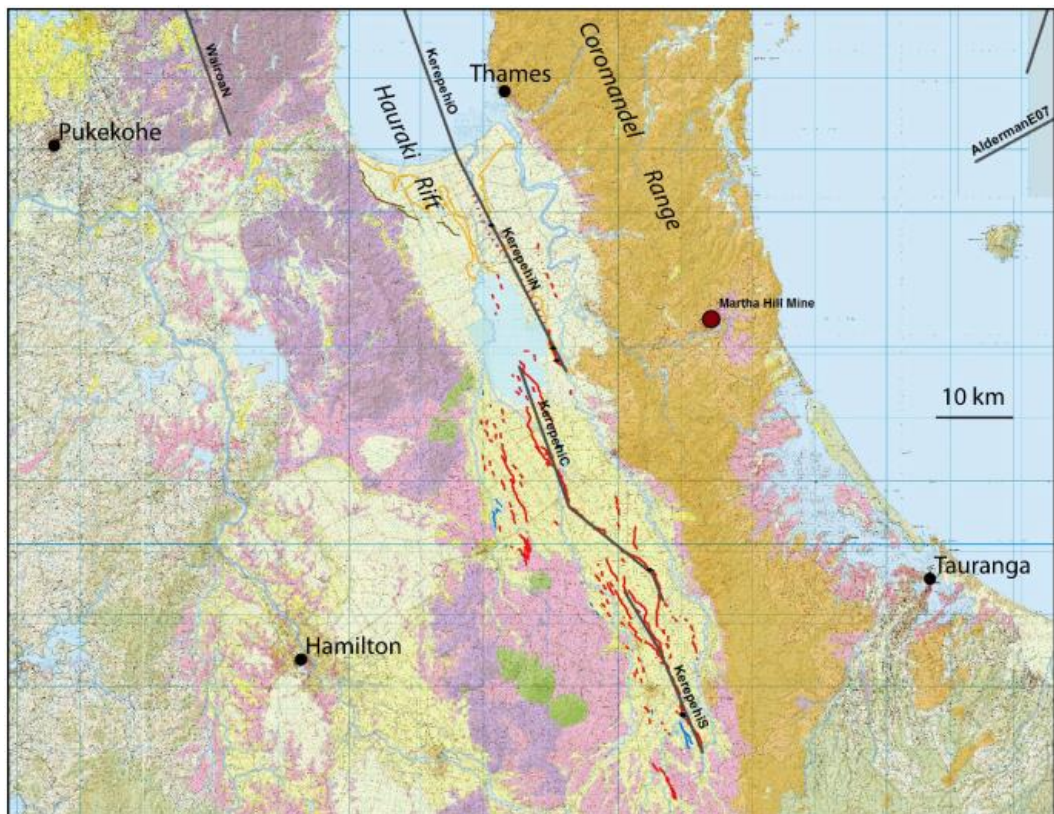 WairoaN
KerepehiO
Thames
Coromandel
Range
Pukekohe
Hauraki
Rift
AldermanE07
KerepehiN
Martha Hill Mine
10 km
KerepehiC
Tauranga
Hamilton
KerepehiS